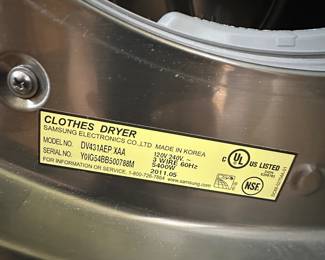 CLOTHES DRYER
SAMSUNG ELECTRONICS CO.,LTD. MADE IN KOREA
MODEL NO. DV431AEP XAA 120V/240V~
SERIAL NO. Y0IG54BB500788M 3 WIRE 60Hz
5400W
FOR INFORMATION OR SERVICE, 1-800-726-7864 2011.05
www.samsung.com
C UL US LISTED
NSF